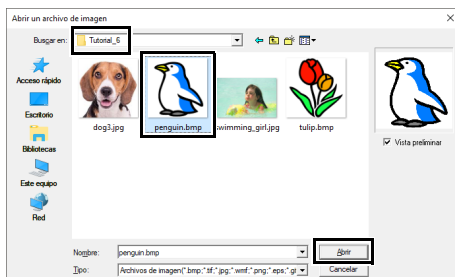 Abrir un archivo de imagen
Buscar en: Tutorial_6
Acceso rápido
Escritorio
Bibliotecas
Este equipo
Red
dog3.jpg penguin.bmp swimming_girl.jpg tulip.bmp
Vista preliminar
Nombre: penguin.bmp Abrir
Tipo: Archivos de imagen(*.bmp;*.tif;*.jpg;*.wmf;*.png;*.eps;*.gi Cancelar